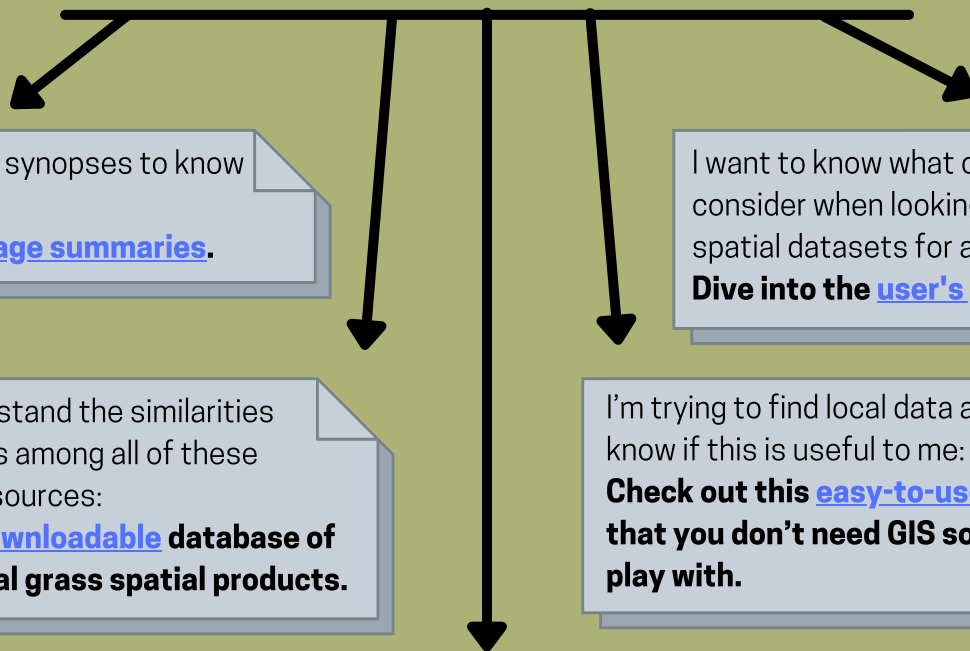 synopses to know
age summaries.
stand the similarities
s among all of these
sources:
wnloadable database of
al grass spatial products.
I want to know what
consider when lookin
spatial datasets for a
Dive into the user's
I’m trying to find local data a
know if this is useful to me:
Check out this easy-to-us
that you don’t need GIS so
play with.